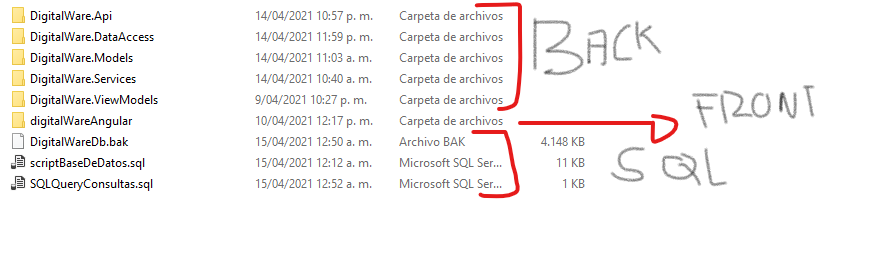 DigitalWare.Api 14/04/2021 10:57 p. m. Carpeta de archivos
DigitalWare.DataAccess 14/04/2021 11:59 p. m. Carpeta de archivos
DigitalWare.Models 14/04/2021 11:03 a. m. Carpeta de archivos
DigitalWare.Services 14/04/2021 10:40 a. m. Carpeta de archivos
DigitalWare.ViewModels 9/04/2021 10:27 p. m. Carpeta de archivos
BACK
digitalWareAngular 10/04/2021 12:17 p. m. Carpeta de archivos
FRONT
DigitalWareDb.bak 15/04/2021 12:50 a. m. Archivo BAK 4.148 KB
scriptBaseDeDatos.sql 15/04/2021 12:12 a. m. Microsoft SQL Ser... 11 KB
SQLQueryConsultas.sql 15/04/2021 12:52 a. m. Microsoft SQL Ser... 1 KB
SQL